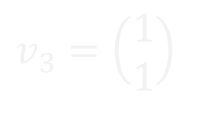 v₃ = (1
1)